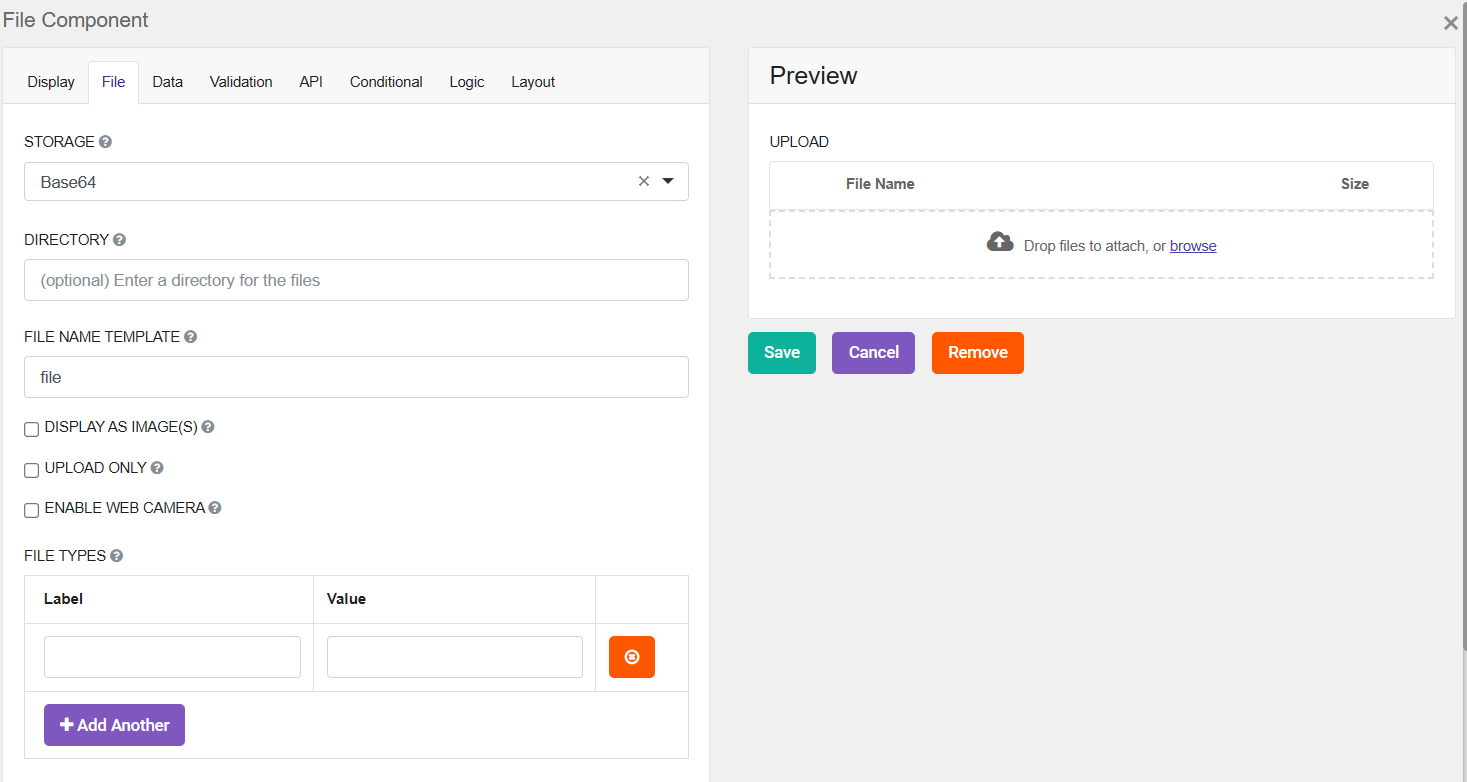 File Component
Display File Data Validation API Conditional Logic Layout
STORAGE
Base64
DIRECTORY
(optional) Enter a directory for the files
FILE NAME TEMPLATE
file
DISPLAY AS IMAGE(S)
UPLOAD ONLY
ENABLE WEB CAMERA
FILE TYPES
Label Value
Add Another
Preview
UPLOAD
File Name Size
Drop files to attach, or browse
Save Cancel Remove